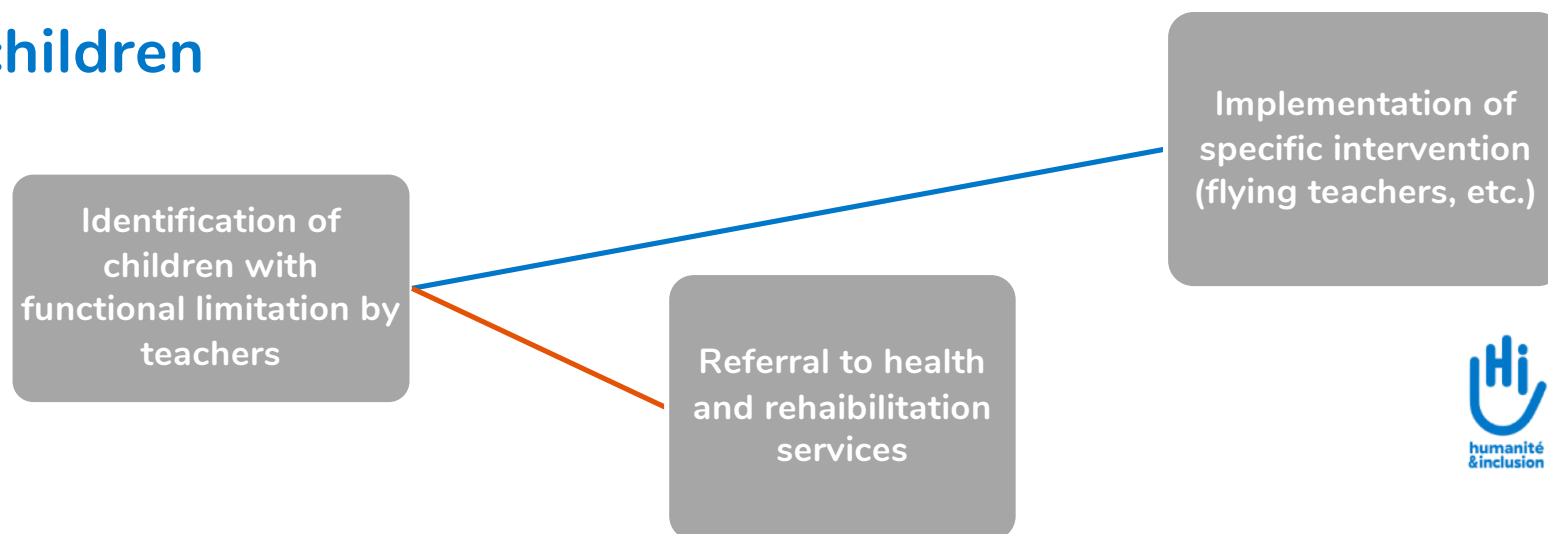 children
Identification of
children with
functional limitation by
teachers
Referral to health
and rehaibilitation
services
Implementation of
specific intervention
(flying teachers, etc.)
Hi
humanité
&inclusion